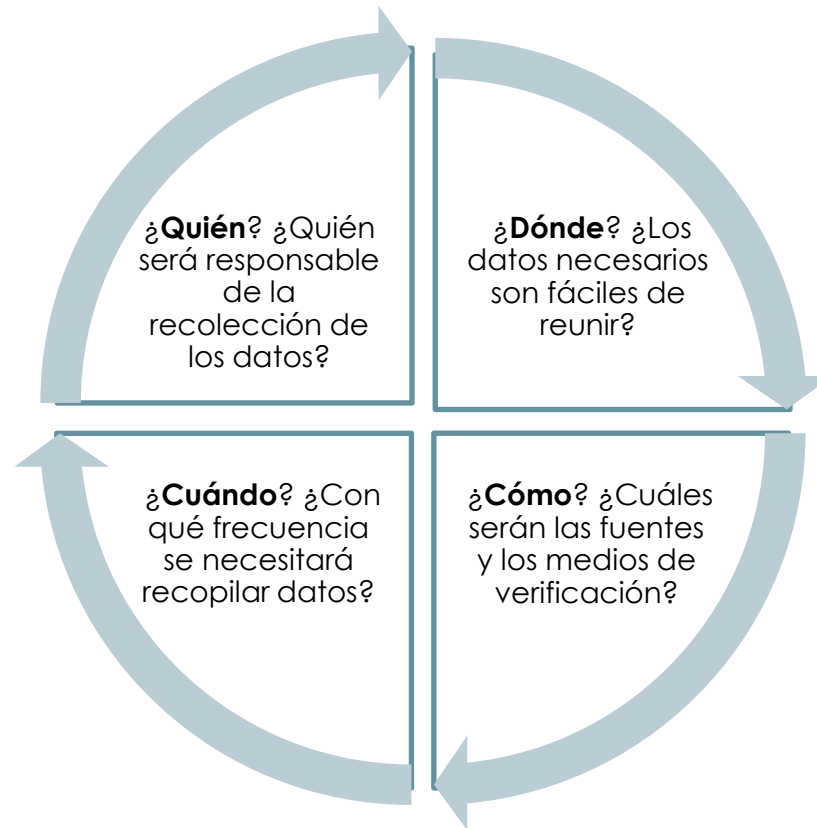 ¿Quién? ¿Quién
será responsable
de la
recolección de
los datos?
¿Dónde? ¿Los
datos necesarios
son fáciles de
reunir?
¿Cuándo? ¿Con
qué frecuencia
se necesitará
recopilar datos?
¿Cómo? ¿Cuáles
serán las fuentes
y los medios de
verificación?